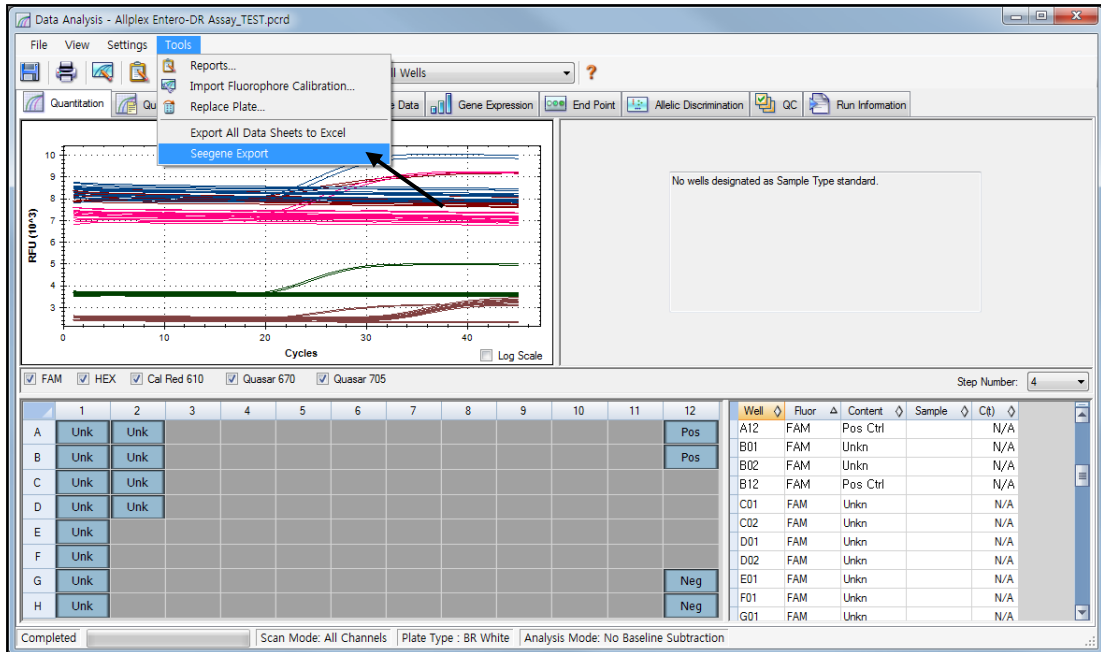 Data Analysis - Allplex Entero-DR Assay_TEST.pcrd
File View Settings Tools
Reports...
Import Fluorophore Calibration...
Replace Plate...
Export All Data Sheets to Excel
Seegene Export
Wells
?
Quantitation Data Gene Expression End Point Allelic Discrimination QC Run Information
10
9
8
7
6
5
4
3
RFU (10^3)
0 10 20 30 40
Cycles
Log Scale
No wells designated as Sample Type standard.
FAM HEX Cal Red 610 Quasar 670 Quasar 705 Step Number: 4
1 2 3 4 5 6 7 8 9 10 11 12
A Unk Unk Pos
B Unk Unk Pos
C Unk Unk
D Unk Unk
E Unk
F Unk
G Unk Neg
H Unk Neg
Well Fluor Content Sample C(t)
A12 FAM Pos Ctrl N/A
B01 FAM Unkn N/A
B02 FAM Unkn N/A
B12 FAM Pos Ctrl N/A
C01 FAM Unkn N/A
C02 FAM Unkn N/A
D01 FAM Unkn N/A
D02 FAM Unkn N/A
E01 FAM Unkn N/A
F01 FAM Unkn N/A
G01 FAM Unkn N/A
Completed Scan Mode: All Channels Plate Type : BR White Analysis Mode: No Baseline Subtraction